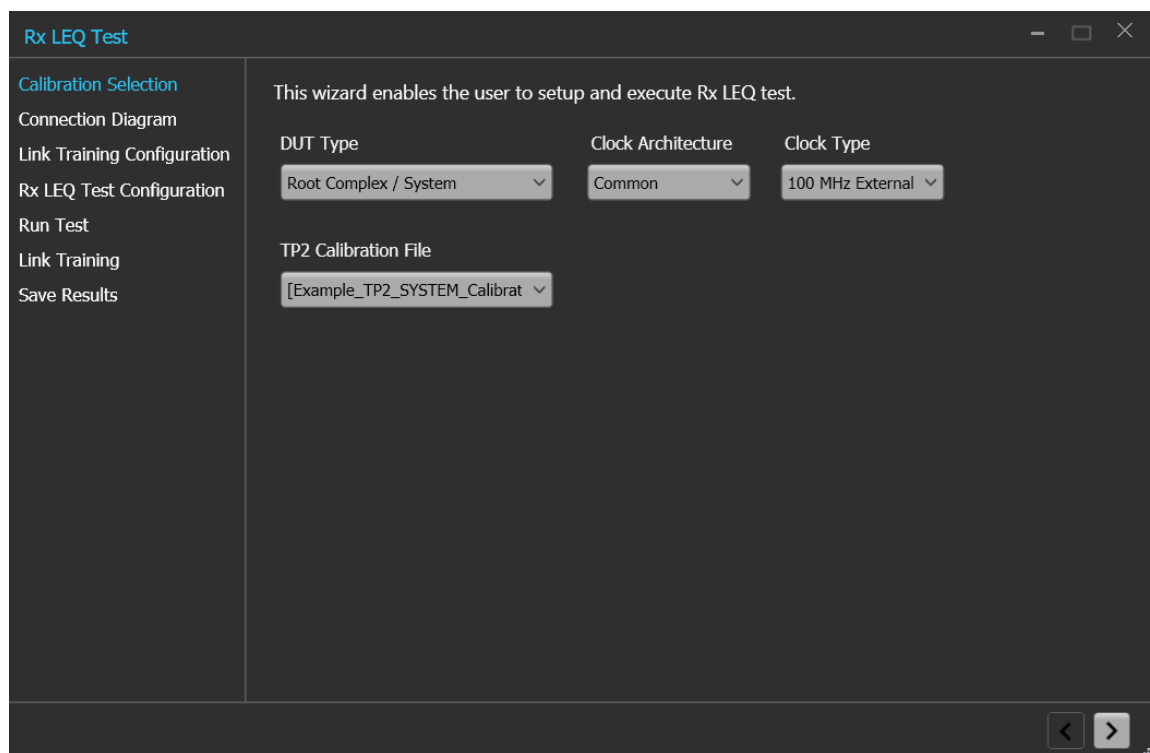 Rx LEQ Test
Calibration Selection
Connection Diagram
Link Training Configuration
Rx LEQ Test Configuration
Run Test
Link Training
Save Results
This wizard enables the user to setup and execute Rx LEQ test.
DUT Type
Clock Architecture
Clock Type
Root Complex / System
Common
100 MHz External
TP2 Calibration File
[Example_TP2_SYSTEM_Calibrat